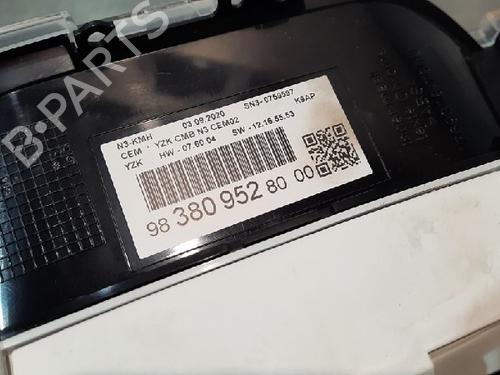 B-PARTS
N3-KMH 03.09.2020 SN3-0759597
CEM : YZK CMB N3 CEM02 K9AP
YZK HW - 07.60.04 SW - 12.16.55.53
98 380 952 80 00